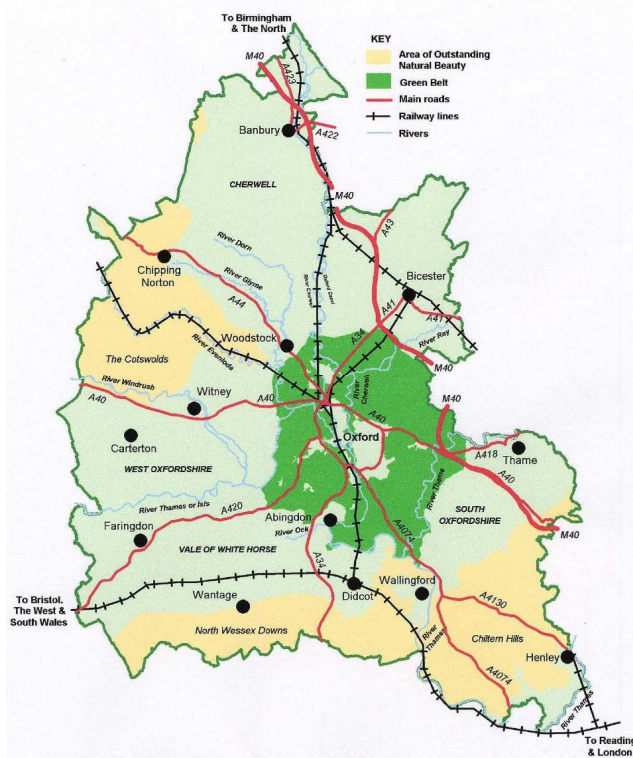 To Birmingham
& The North
KEY
Area of Outstanding
Natural Beauty
Green Belt
Main roads
Railway lines
Rivers
M40
A423
Banbury
A422
CHERWELL
M40
A43
River Dorn
Chipping
Norton
River Glyme
Oxford Canal
River Cherwell
Bicester
A44
A41
A41
A34
Woodstock
River Ray
The Cotswolds
River Evenlode
M40
River Windrush
Witney
A40
A40
River
Cherwell
A40
M40
Carterton
Oxford
A418
Thame
WEST OXFORDSHIRE
A40
River Thame
River Thames or Isis
A420
Abingdon
SOUTH
OXFORDSHIRE
Faringdon
River Ock
M40
VALE OF WHITE HORSE
A4074
A34
To Bristol.
The West &
South Wales
Wantage
Didcot
Wallingford
A4130
North Wessex Downs
River
Thames
Chiltern Hills
Henley
A4074
River Thames
To Reading
& London